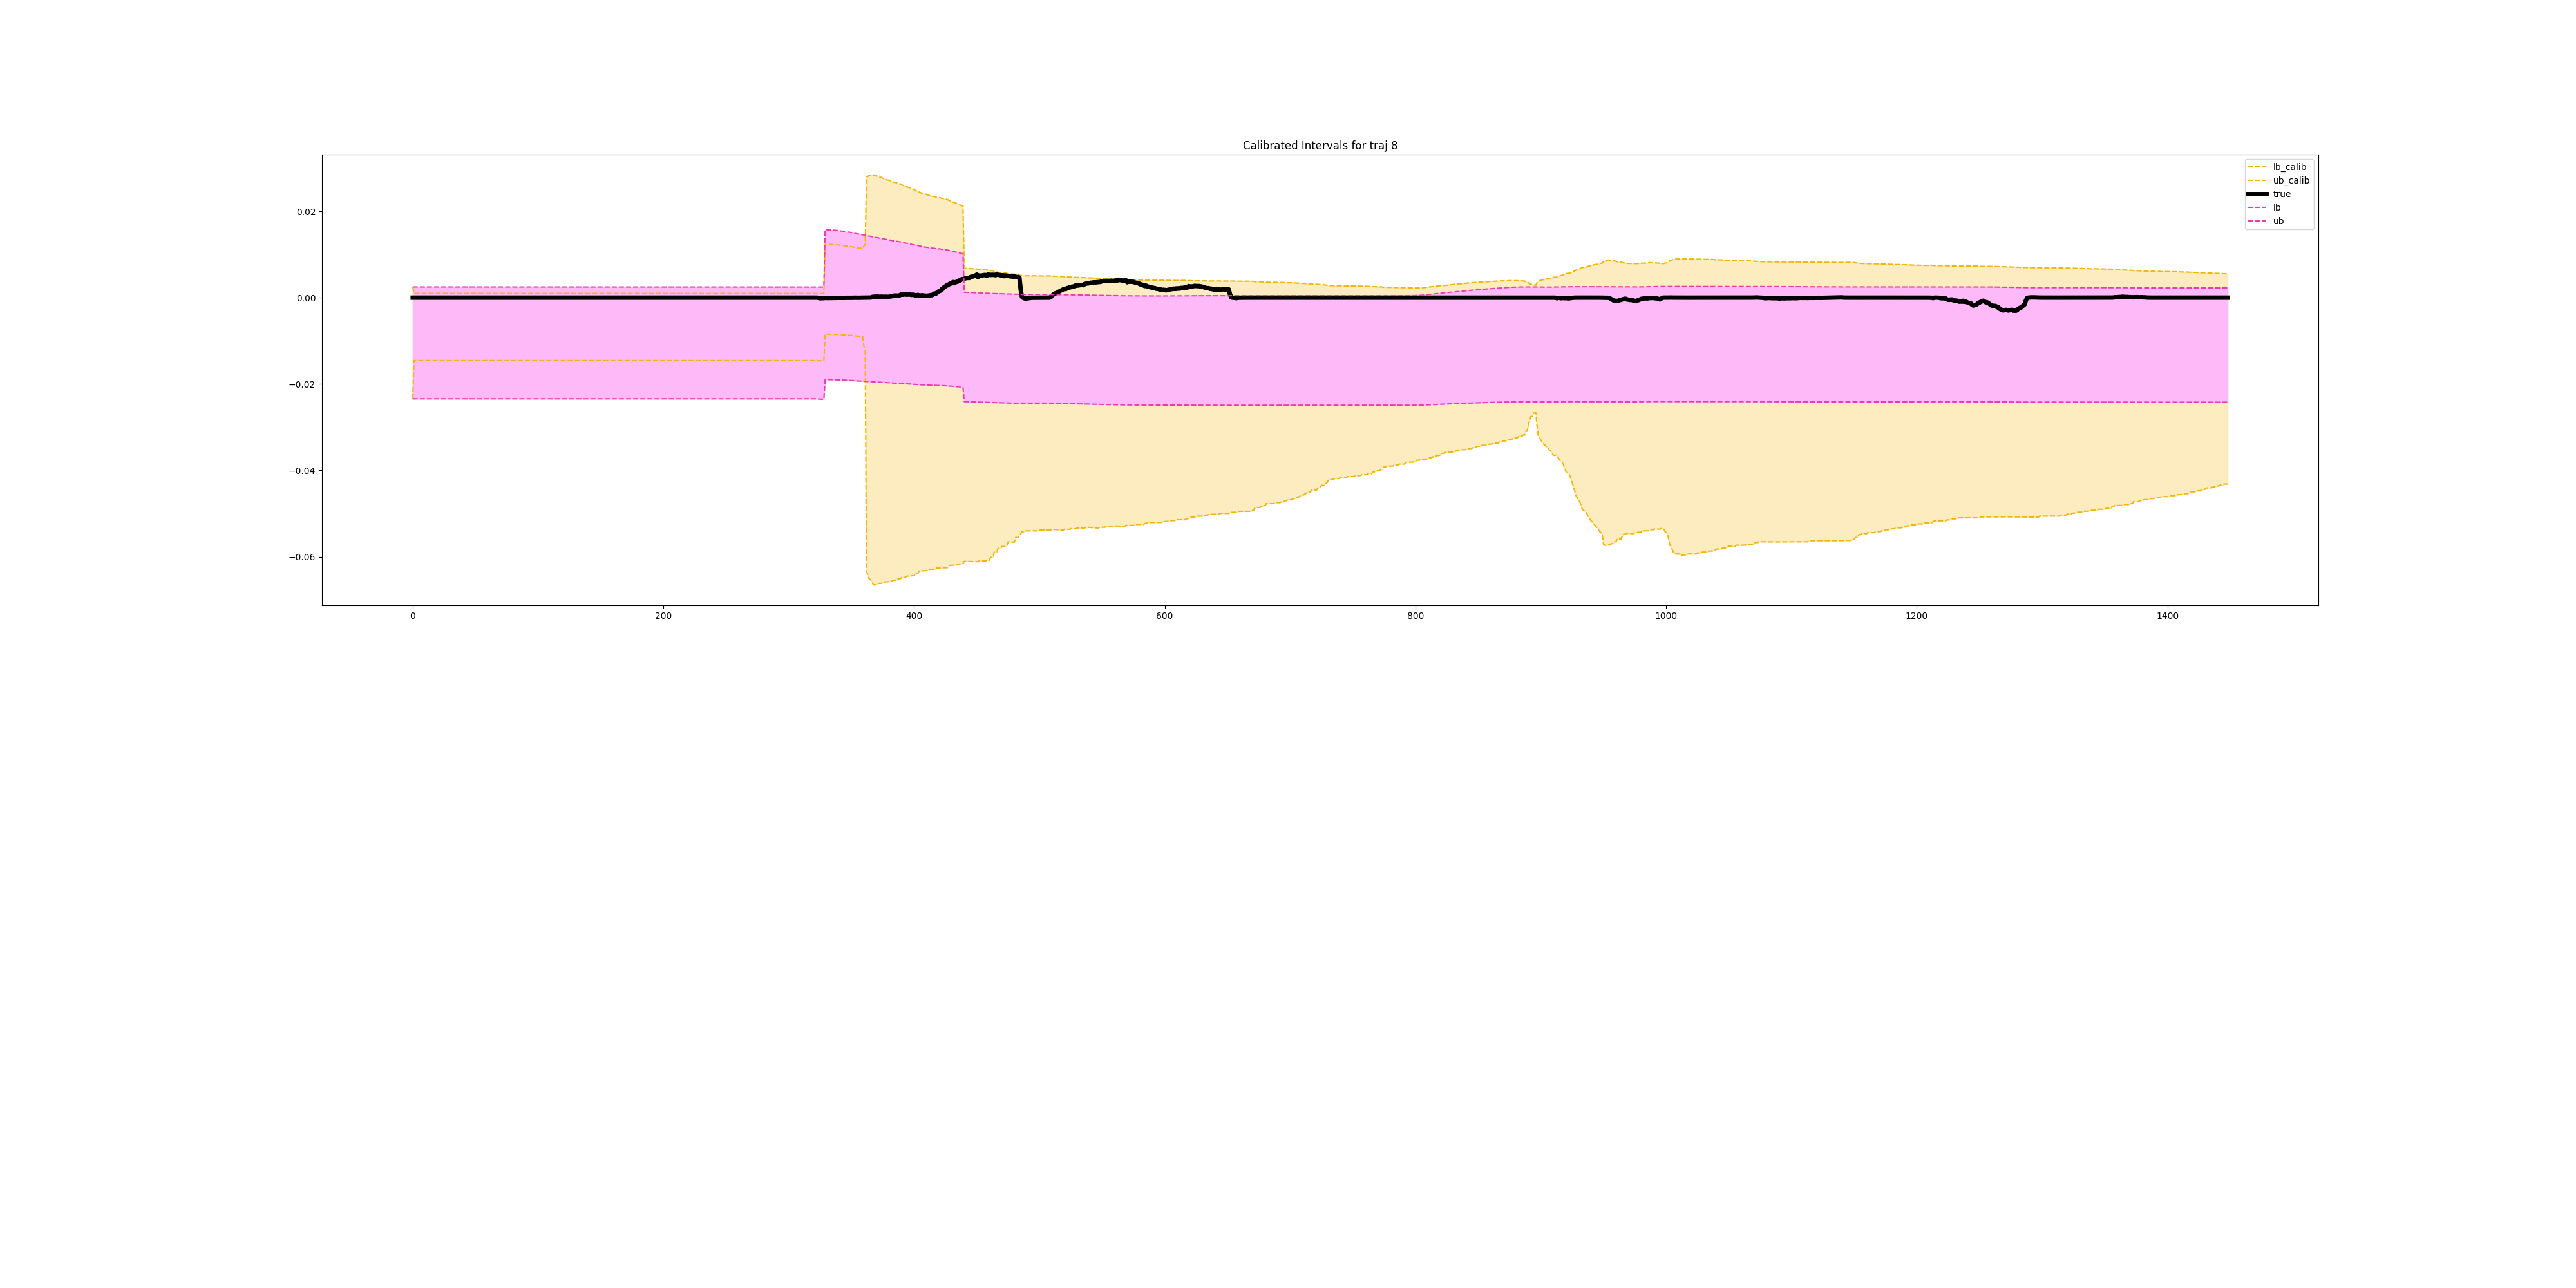 Calibrated Intervals for traj 8
lb_calib
ub_calib
true
lb
ub
0.02
0.00
−0.02
−0.04
−0.06
0 200 400 600 800 1000 1200 1400